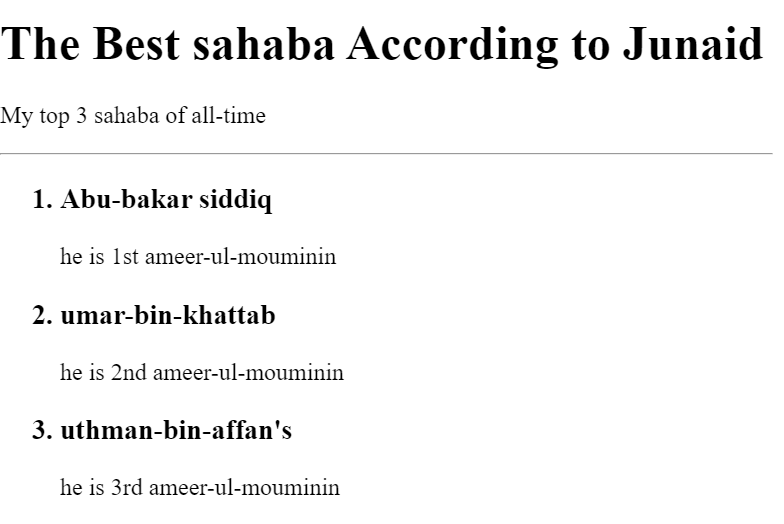 The Best sahaba According to Junaid
My top 3 sahaba of all-time
1. Abu-bakar siddiq
he is 1st ameer-ul-mouminin
2. umar-bin-khattab
he is 2nd ameer-ul-mouminin
3. uthman-bin-affan's
he is 3rd ameer-ul-mouminin